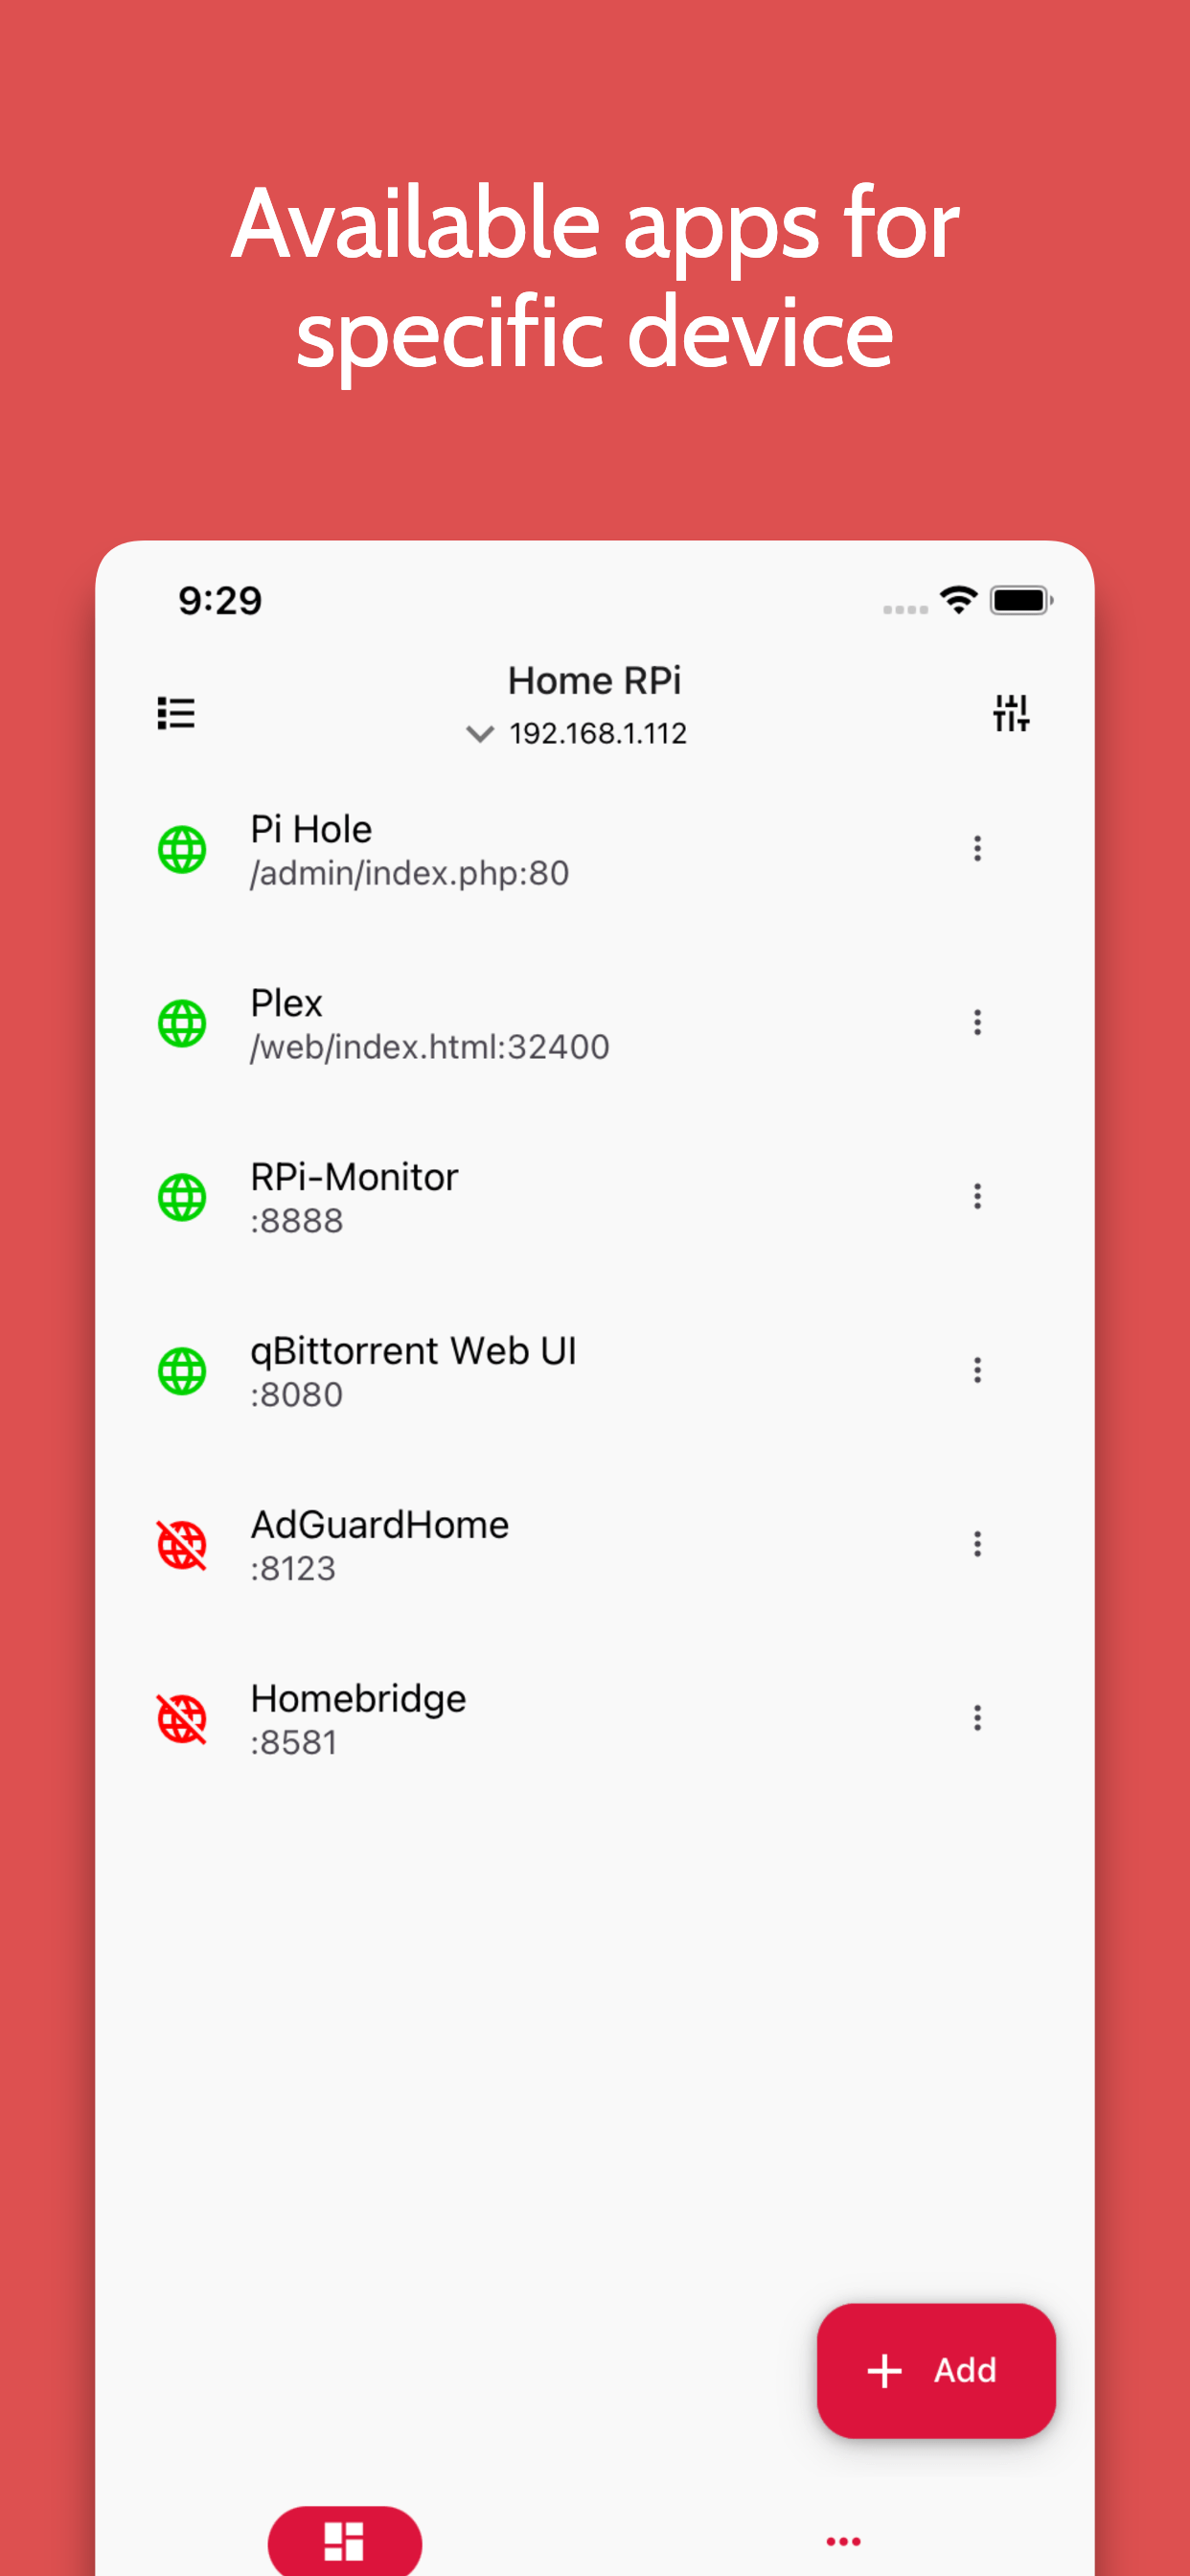 Available apps for
specific device
9:29
Home RPi
192.168.1.112
Pi Hole
/admin/index.php:80
Plex
/web/index.html:32400
RPi-Monitor
:8888
qBittorrent Web UI
:8080
AdGuardHome
:8123
Homebridge
:8581
+ Add